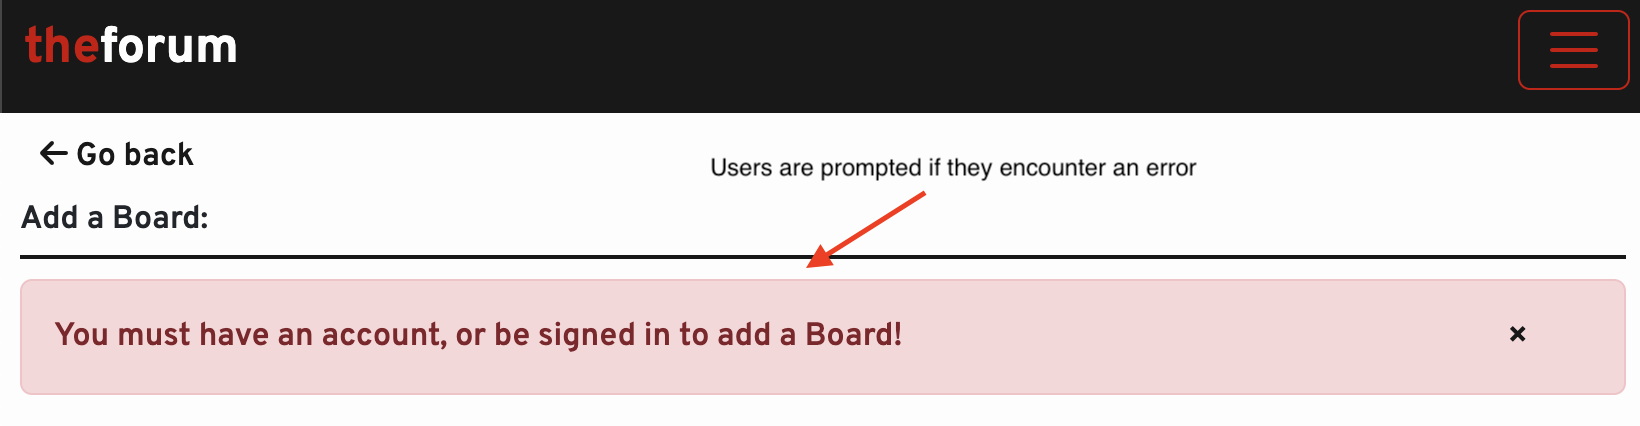 theforum
Go back
Users are prompted if they encounter an error
Add a Board:
You must have an account, or be signed in to add a Board!